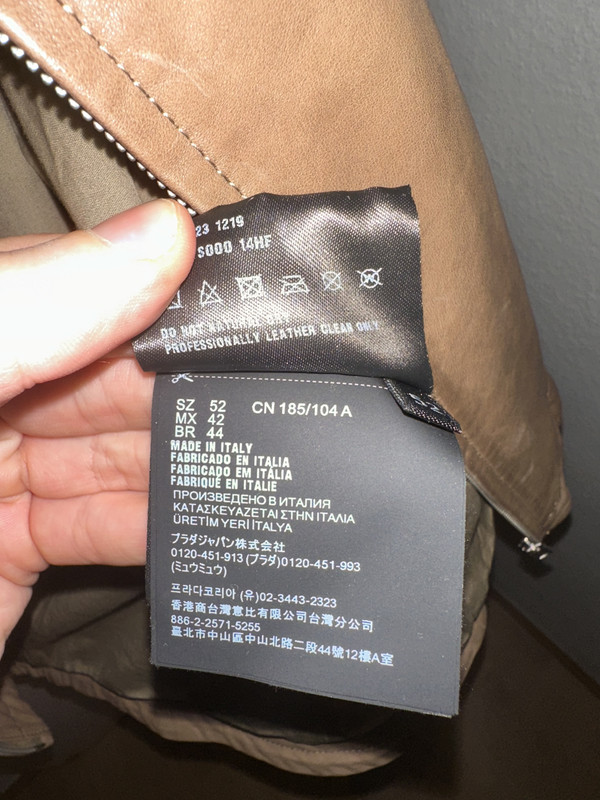 23 1219
S000 14HF
DO NOT NATURAL DRY
PROFESSIONALLY LEATHER CLEAN ONLY
SZ 52 CN 185/104 A
MX 42
BR 44
MADE IN ITALY
FABRICADO EN ITALIA
FABRICADO EM ITÁLIA
FABRIQUÉ EN ITALIE
ПРОИЗВЕДЕНО В ИТАЛИЯ
ΚΑΤΑΣΚΕΥΑΖΕΤΑΙ ΣΤΗΝ ΙΤΑΛΙΑ
ÜRETİM YERİ İTALYA
プラダジャパン株式会社
0120-451-913 (プラダ)0120-451-993
(ミュウミュウ)
프라다코리아 (유)02-3443-2323
香港商台灣惠比有限公司台灣分公司
886-2-2571-5255
臺北市中山區中山北路二段44號12樓A室